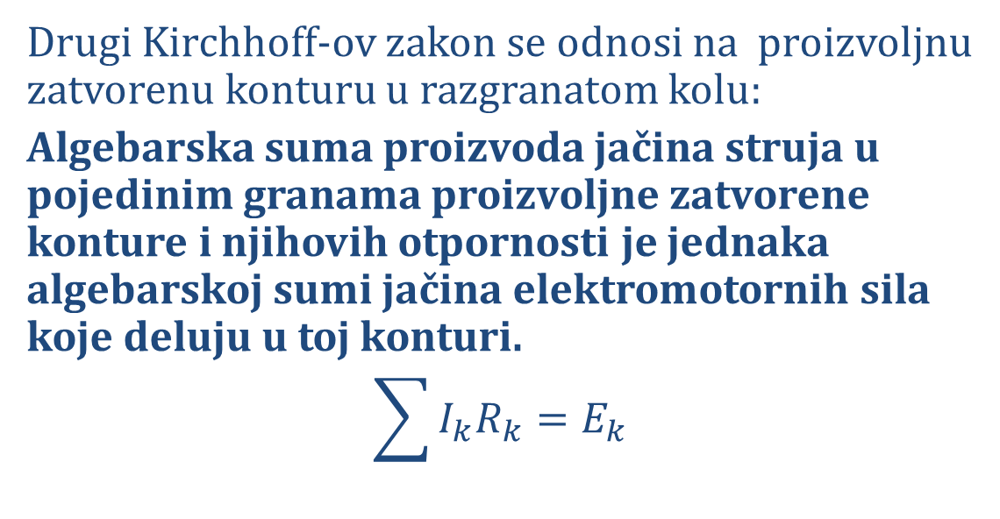 Drugi Kirchhoff-ov zakon se odnosi na  proizvoljnu
zatvorenu konturu u razgranatom kolu:
Algebarska suma proizvoda jačina struja u
pojedinim granama proizvoljne zatvorene
konture i njihovih otpornosti je jednaka
algebarskoj sumi jačina elektromotornih sila
koje deluju u toj konturi.
∑ I_k R_k = E_k